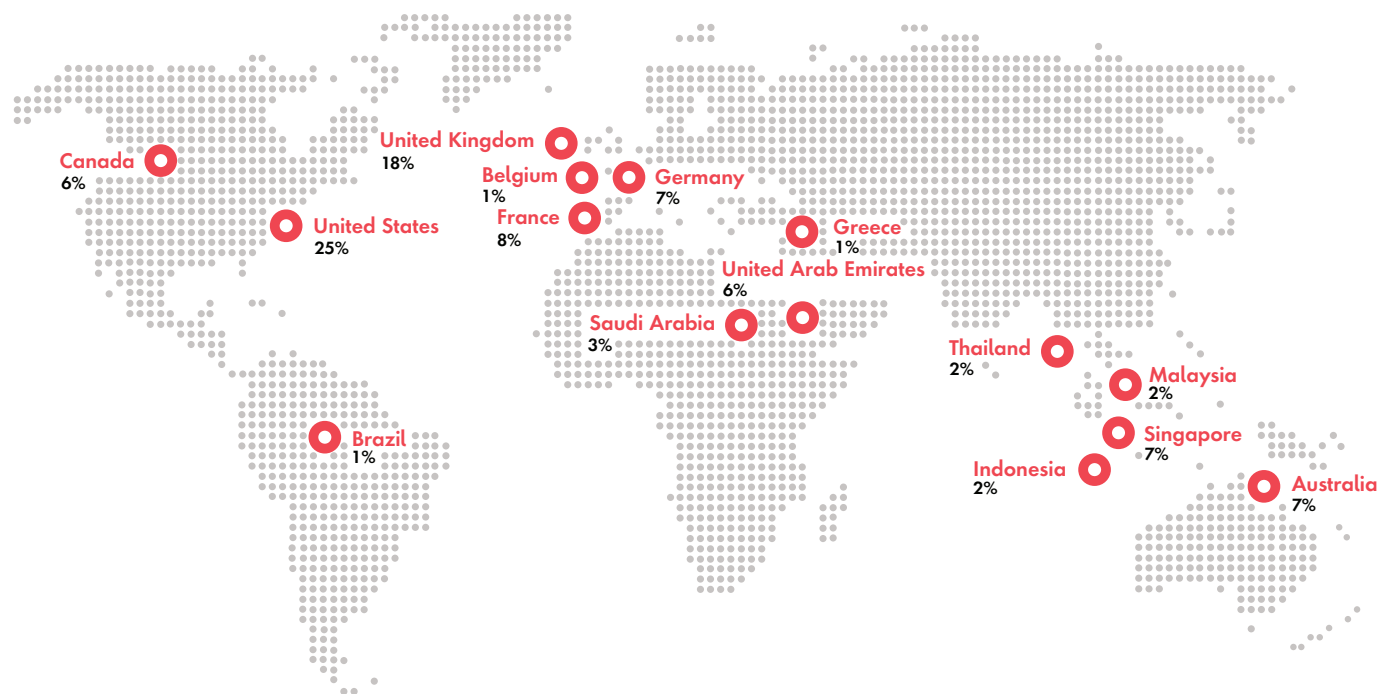 United Kingdom
18%
Canada
6%
Belgium
1%
Germany
7%
France
8%
United States
25%
Greece
1%
United Arab Emirates
6%
Saudi Arabia
3%
Thailand
2%
Malaysia
2%
Brazil
1%
Singapore
7%
Indonesia
2%
Australia
7%